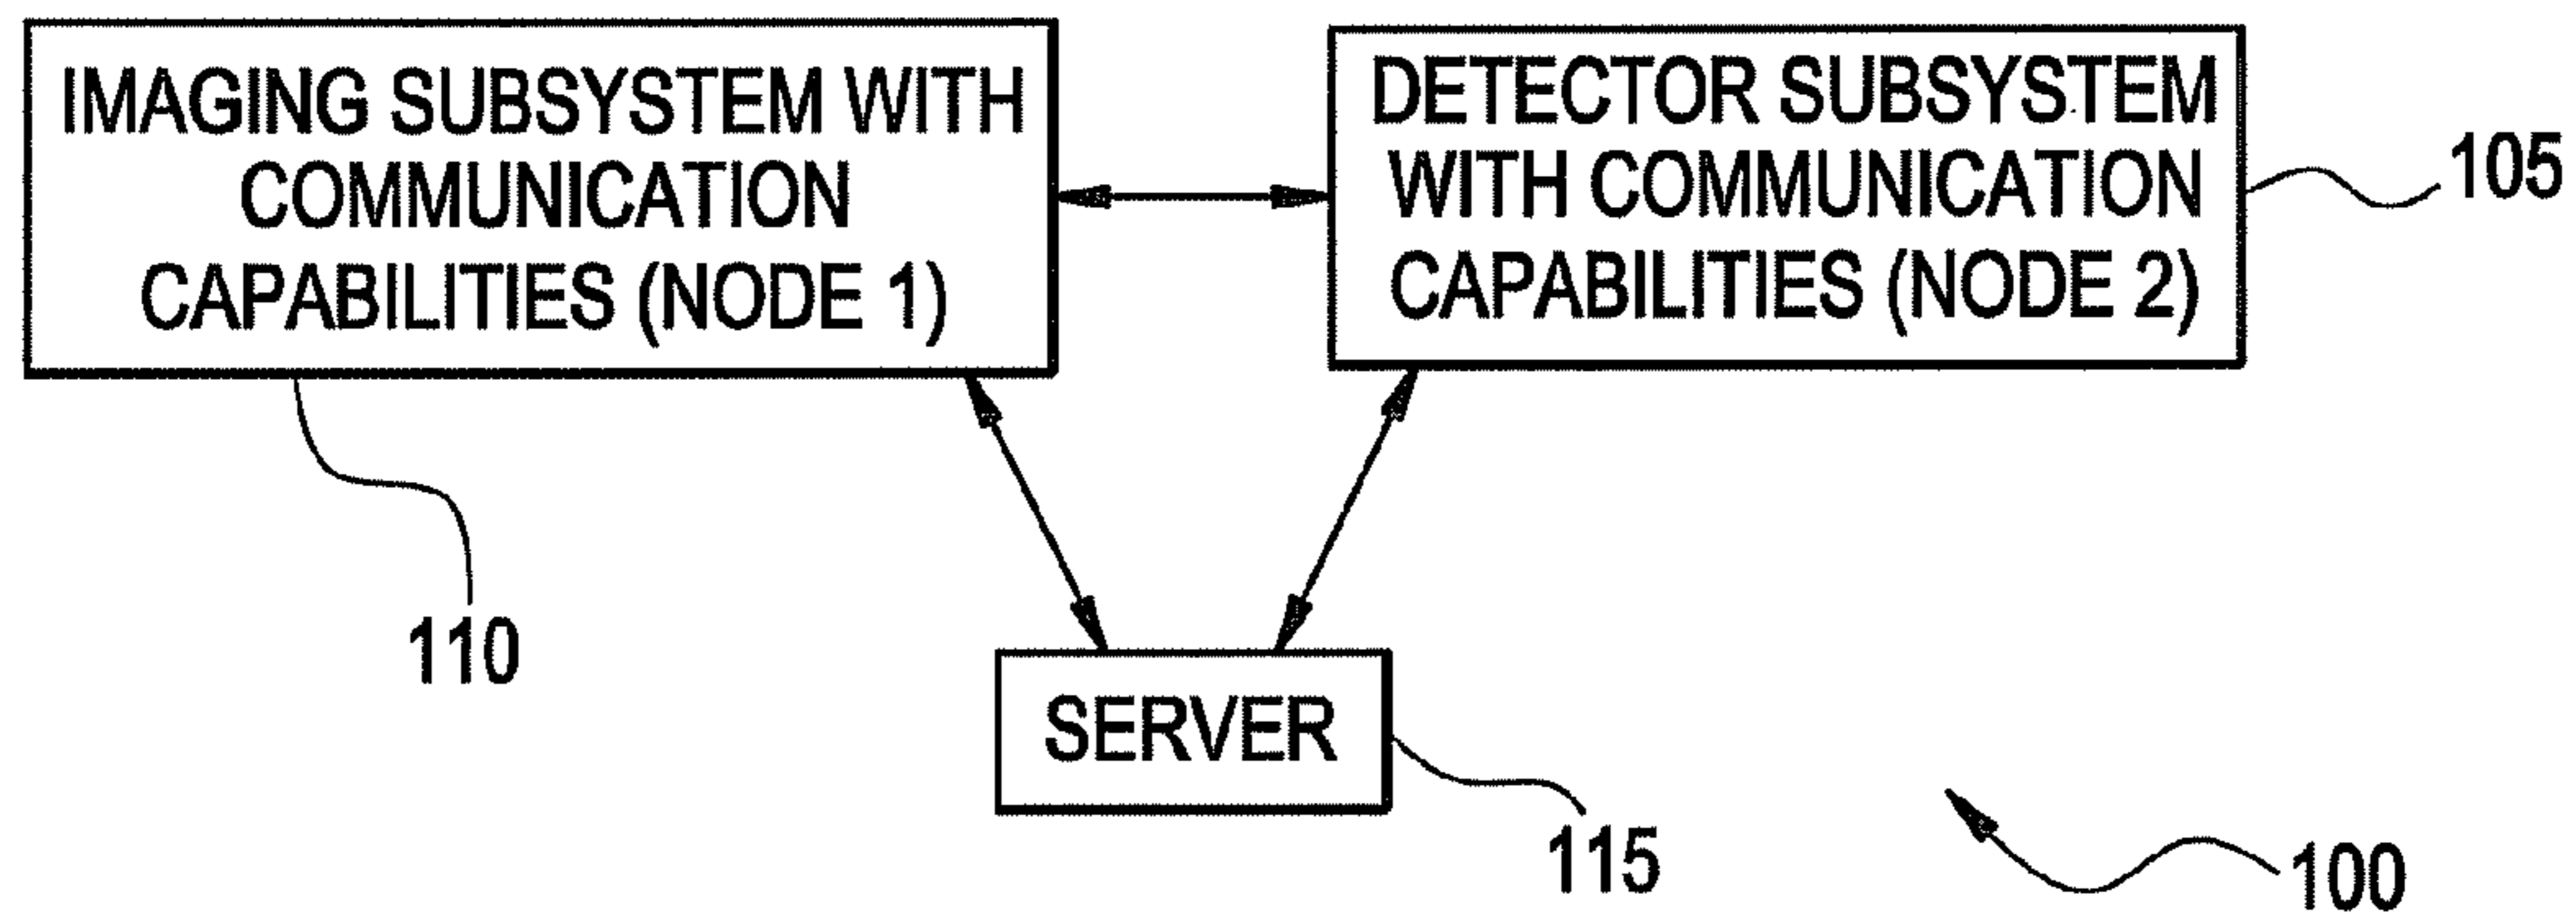 IMAGING SUBSYSTEM WITH
COMMUNICATION
CAPABILITIES (NODE 1)
DETECTOR SUBSYSTEM
WITH COMMUNICATION
CAPABILITIES (NODE 2)
105
110
SERVER
115
100